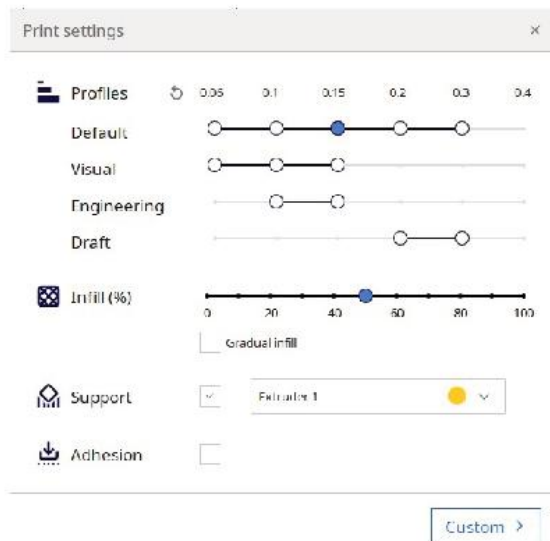 Print settings
Profiles 0.06 0.1 0.15 0.2 0.3 0.4
Default
Visual
Engineering
Draft
Infill (%)
0 20 40 60 80 100
Gradual infill
Support Extruder 1
Adhesion
Custom